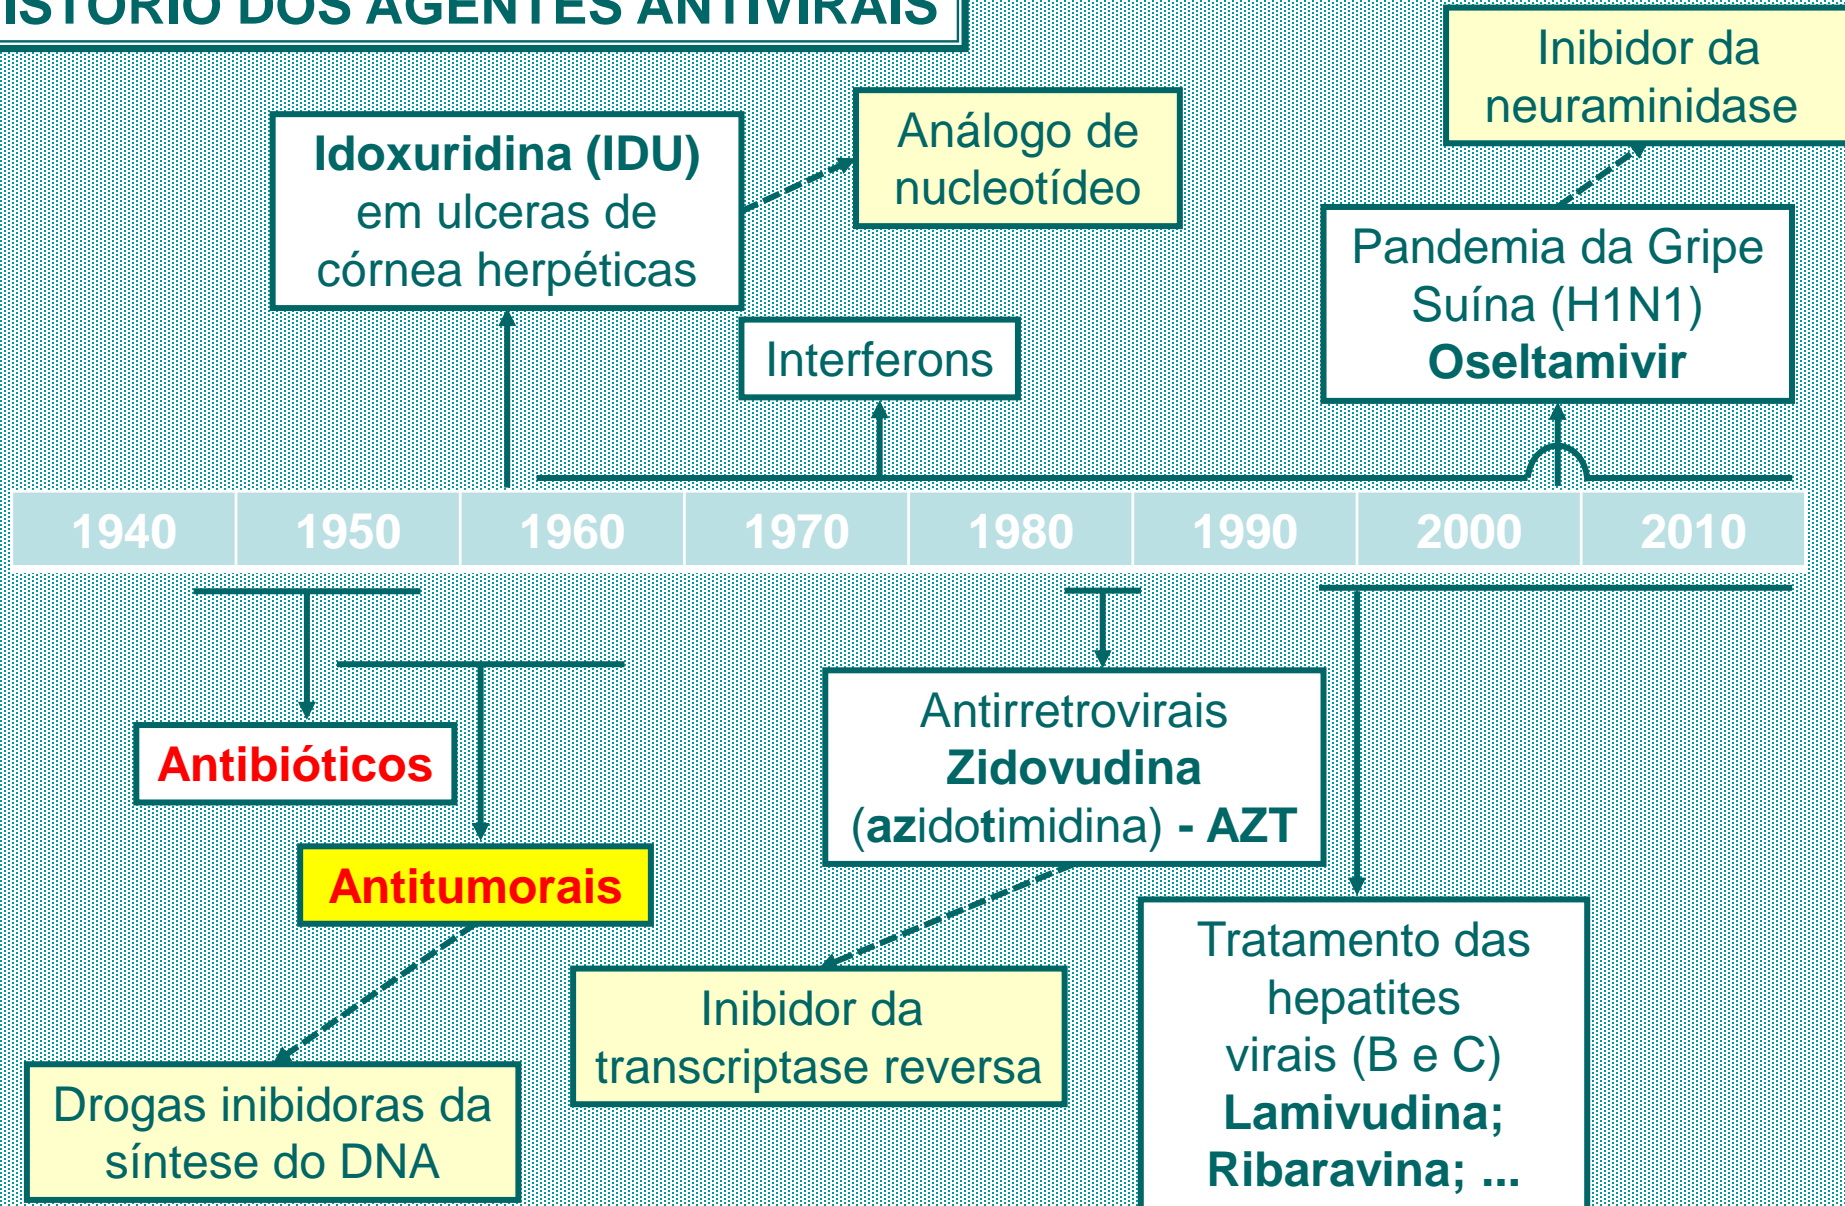 ISTÓRIO DOS AGENTES ANTIVIRAIS
Inibidor da
neuraminidase
Idoxuridina (IDU)
em ulceras de
córnea herpéticas
Análogo de
nucleotídeo
Pandemia da Gripe
Suína (H1N1)
Oseltamivir
Interferons
1940 1950 1960 1970 1980 1990 2000 2010
Antibióticos
Antitumorais
Drogas inibidoras da
síntese do DNA
Antirretrovirais
Zidovudina
(azidotimidina) - AZT
Inibidor da
transcriptase reversa
Tratamento das
hepatites
virais (B e C)
Lamivudina;
Ribaravina; ...